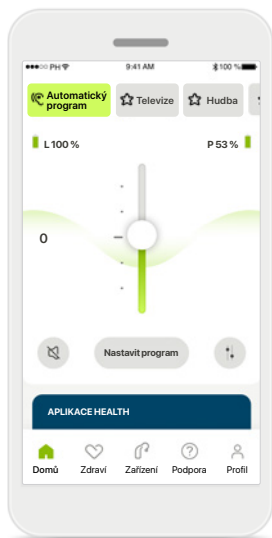 PH 9:41 AM 100 %
Automatický
program
Televize
Hudba
L 100 %
P 53 %
0
Nastavit program
APLIKACE HEALTH
Domů
Zdraví
Zařízení
Podpora
Profil